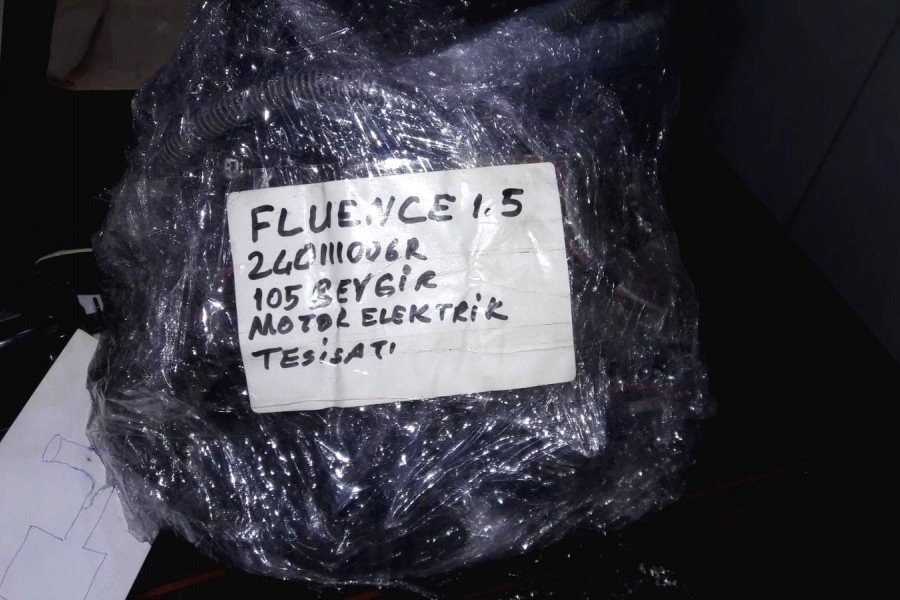 FLUENCE 1.5
240111006R
105 BEYGİR
MOTOR ELEKTRİK
TESİSATI